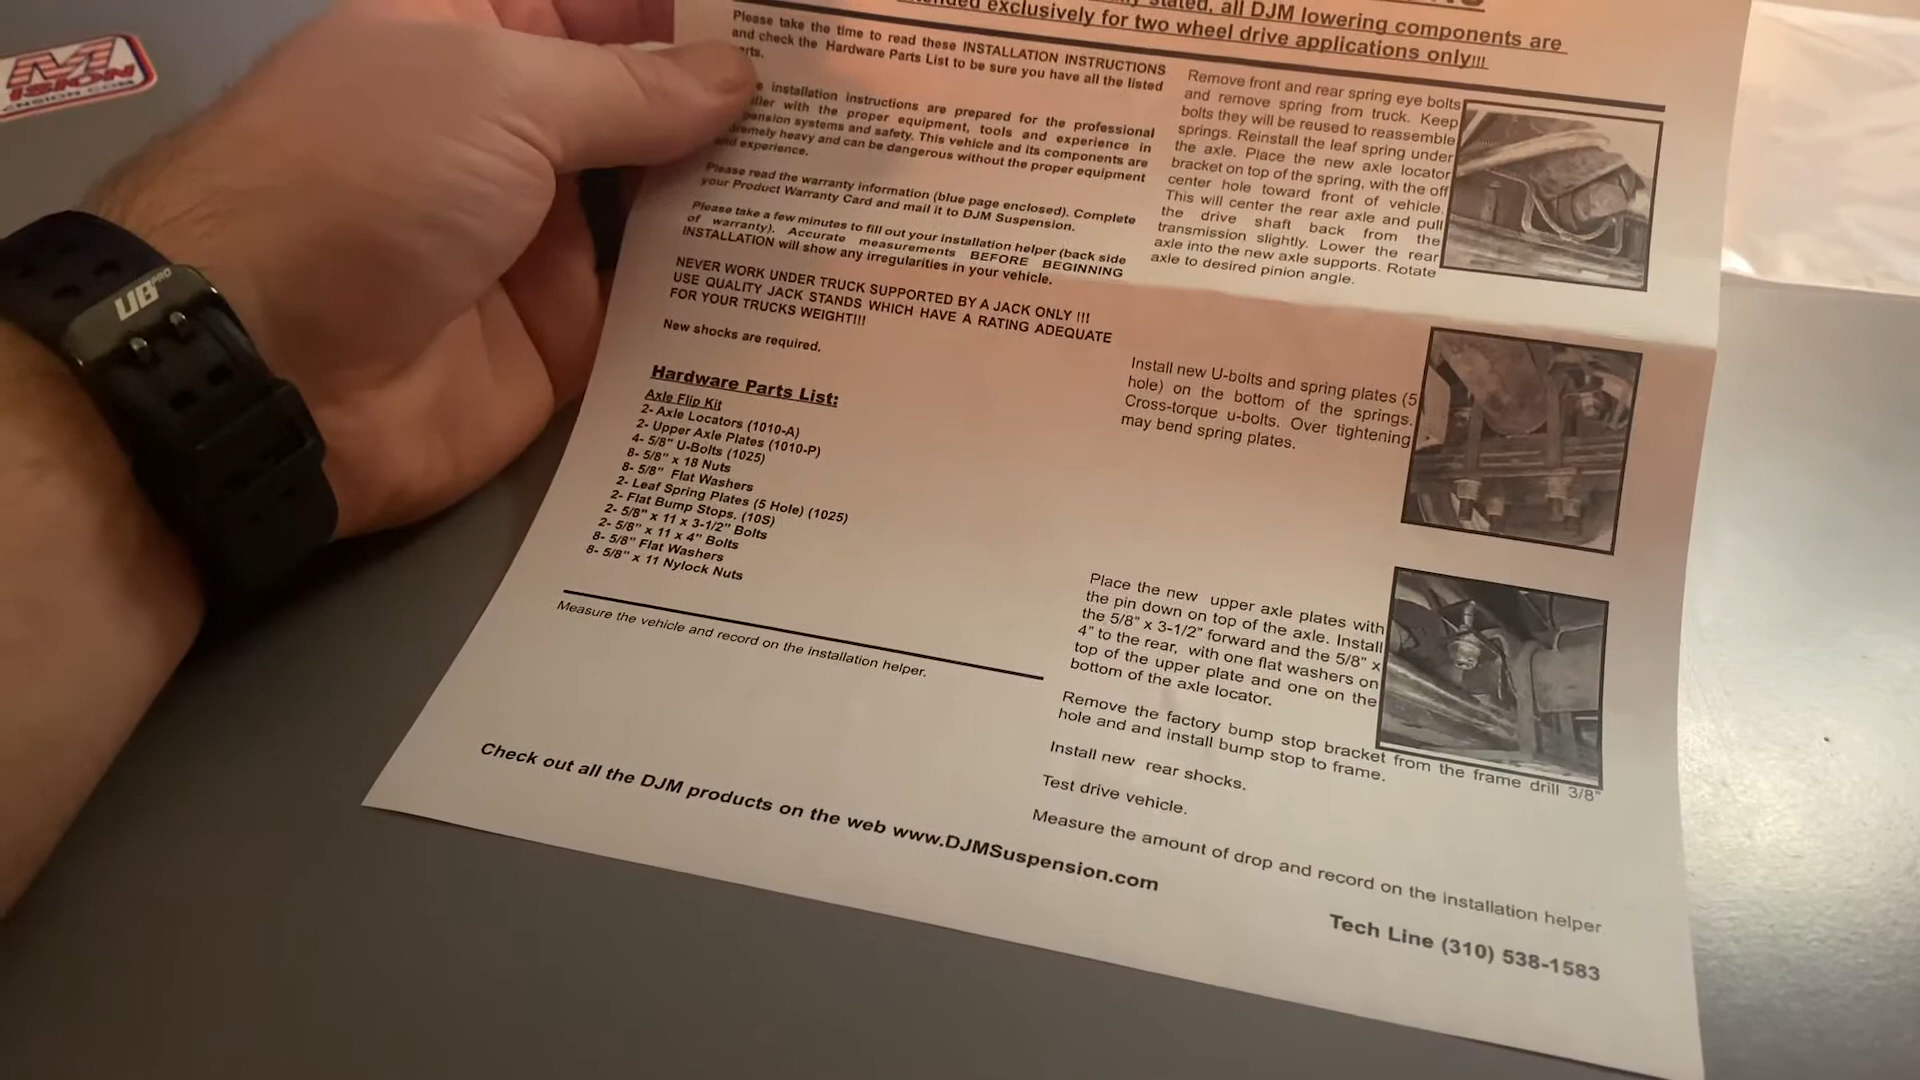 stated, all DJM lowering components are
exclusively for two wheel drive applications only!!!
Please take the time to read these INSTALLATION INSTRUCTIONS
and check the Hardware Parts List to be sure you have all the listed
installation instructions are prepared for the professional
with the proper equipment, tools and experience in
systems and safety. This vehicle and its components are
heavy and can be dangerous without the proper equipment
experience.
Please read the warranty information (blue page enclosed). Complete
your Product Warranty Card and mail it to DJM Suspension.
Please take a few minutes to fill out your installation helper (back side
of warranty). Accurate measurements BEFORE BEGINNING
INSTALLATION will show any irregularities in your vehicle.
NEVER WORK UNDER TRUCK SUPPORTED BY A JACK ONLY !!!
USE QUALITY JACK STANDS WHICH HAVE A RATING ADEQUATE
FOR YOUR TRUCKS WEIGHT!!!
New shocks are required.
Hardware Parts List:
Axle Flip Kit
2- Axle Locators (1010-A)
2- Upper Axle Plates (1010-P)
4- 5/8" U-Bolts (1025)
8- 5/8" x 18 Nuts
8- 5/8" Flat Washers
2- Leaf Spring Plates (5 Hole) (1025)
2- Flat Bump Stops. (10S)
2- 5/8" x 11 x 3-1/2" Bolts
2- 5/8" x 11 x 4" Bolts
8- 5/8" Flat Washers
8- 5/8" x 11 Nylock Nuts
Measure the vehicle and record on the installation helper.
Remove front and rear spring eye bolts
and remove spring from truck. Keep
bolts they will be reused to reassemble
springs. Reinstall the leaf spring under
the axle. Place the new axle locator
bracket on top of the spring, with the off
center hole toward front of vehicle.
This will center the rear axle and pull
the drive shaft back from the
transmission slightly. Lower the rear
axle into the new axle supports. Rotate
axle to desired pinion angle.
Install new U-bolts and spring plates (5
hole) on the bottom of the springs.
Cross-torque u-bolts. Over tightening
may bend spring plates.
Place the new upper axle plates with
the pin down on top of the axle. Install
the 5/8" x 3-1/2" forward and the 5/8" x
4" to the rear, with one flat washers on
top of the upper plate and one on the
bottom of the axle locator.
Remove the factory bump stop bracket from the frame drill 3/8"
hole and and install bump stop to frame.
Install new rear shocks.
Test drive vehicle.
Measure the amount of drop and record on the installation helper
Check out all the DJM products on the web www.DJMSuspension.com
Tech Line (310) 538-1583
UB PRO